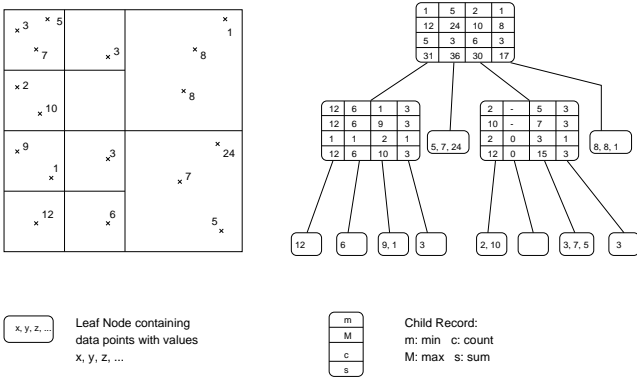 3 5
1
7
3
8
2
10
8
9
1
3
24
7
12
6
5
1 5 2 1
12 24 10 8
5 3 6 3
31 36 30 17
12 6 1 3
12 6 9 3
1 1 2 1
12 6 10 3
5, 7, 24
2 - 5 3
10 - 7 3
2 0 3 1
12 0 15 3
8, 8, 1
12
6
9, 1
3
2, 10
3, 7, 5
3
x, y, z, ...
Leaf Node containing
data points with values
x, y, z, ...
m
M
c
s
Child Record:
m: min c: count
M: max s: sum